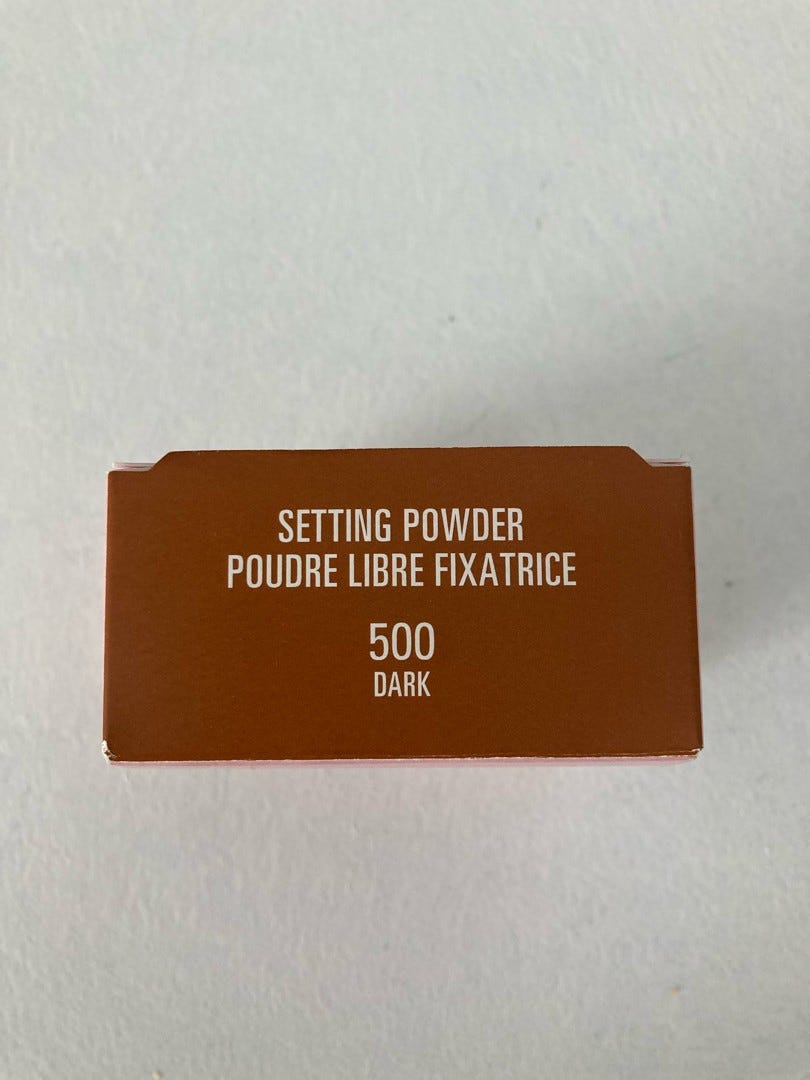 SETTING POWDER
POUDRE LIBRE FIXATRICE
500
DARK